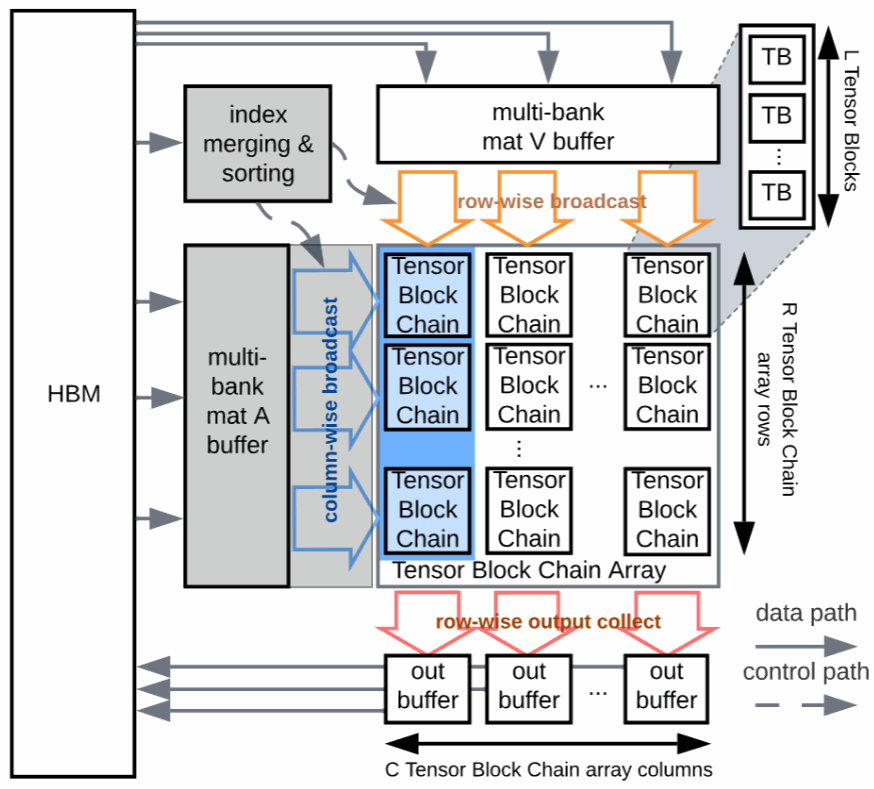 HBM
index
merging &
sorting
multi-bank
mat V buffer
TB
TB
...
TB
L Tensor Blocks
row-wise broadcast
multi-
bank
mat A
buffer
column-wise broadcast
Tensor
Block
Chain
Tensor
Block
Chain
Tensor
Block
Chain
Tensor
Block
Chain
Tensor
Block
Chain
...
Tensor
Block
Chain
...
Tensor
Block
Chain
Tensor
Block
Chain
Tensor
Block
Chain
Tensor Block Chain Array
R Tensor Block Chain
array rows
row-wise output collect
out
buffer
out
buffer
...
out
buffer
C Tensor Block Chain array columns
data path
control path